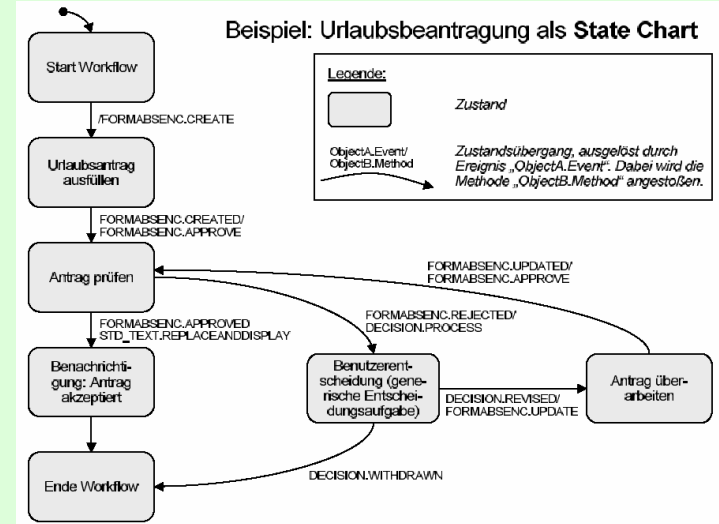 Beispiel: Urlaubsbeantragung als State Chart
Start Workflow
Legende:
Zustand
ObjectA.Event/
ObjectB.Method
Zustandsübergang, ausgelöst durch
Ereignis „ObjectA.Event“. Dabei wird die
Methode „ObjectB.Method“ angestoßen.
/FORMABSENC.CREATE
Urlaubsantrag
ausfüllen
FORMABSENC.CREATED/
FORMABSENC.APPROVE
Antrag prüfen
FORMABSENC.UPDATED/
FORMABSENC.APPROVE
FORMABSENC.REJECTED/
DECISION.PROCESS
FORMABSENC.APPROVED
STD_TEXT.REPLACEANDDISPLAY
Benachrichti-
gung: Antrag
akzeptiert
Benutzerent-
scheidung (gene-
rische Entschei-
dungsaufgabe)
DECISION.REVISED/
FORMABSENC.UPDATE
Antrag über-
arbeiten
DECISION.WITHDRAWN
Ende Workflow